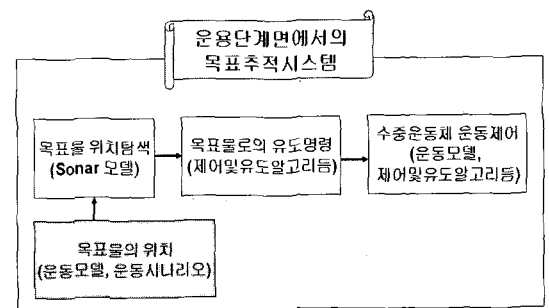 운용단계면에서의
목표추적시스템
목표물 위치탐색
(Sonar 모델)
목표물로의 유도명령
(제어및유도알고리듬)
수중운동체 운동제어
(운동모델,
제어및유도알고리듬)
목표물의 위치
(운동모델, 운동시나리오)